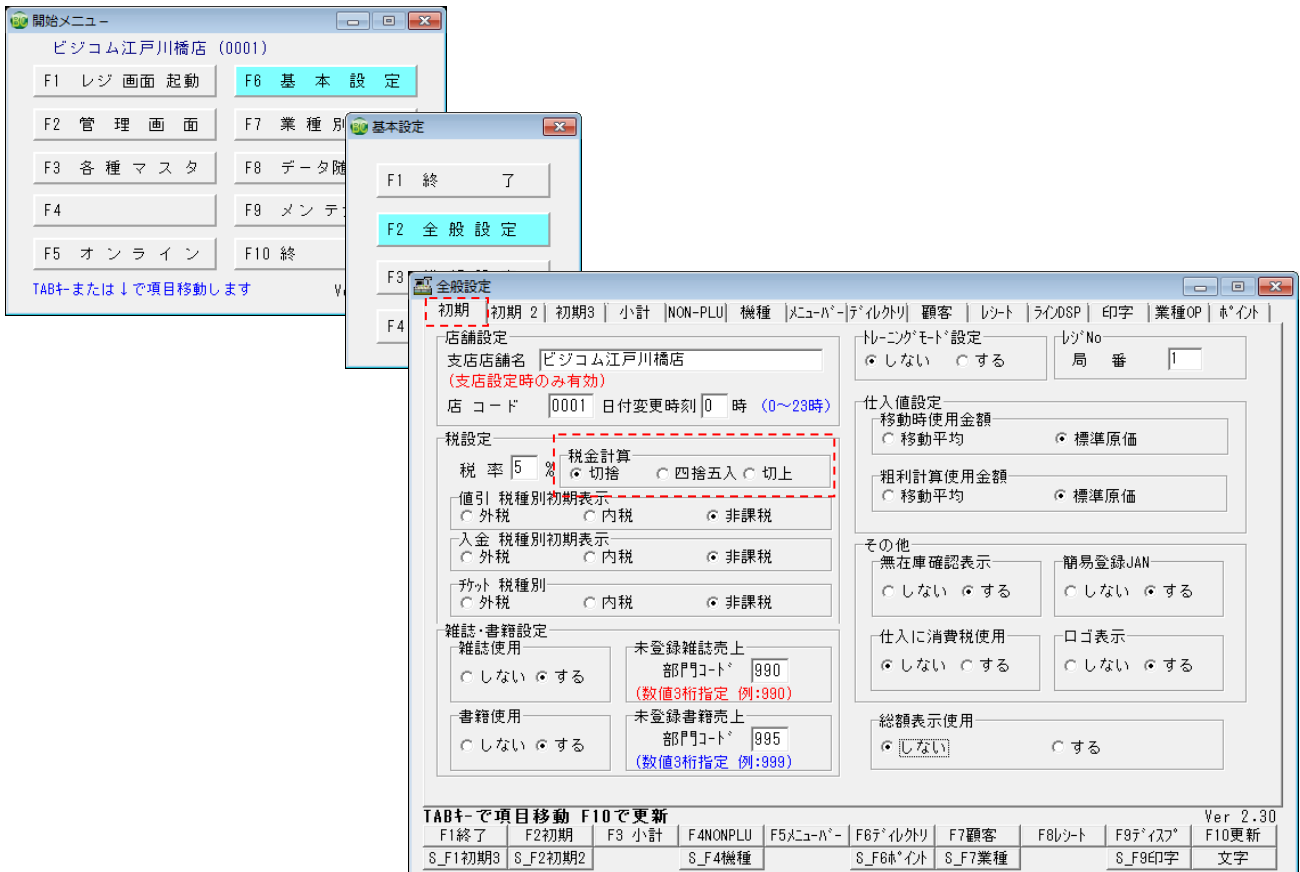 開始メニュー
ビジコム江戸川橋店 (0001)
F1 レジ 画面 起動
F6 基 本 設 定
F2 管 理 画 面
F7 業 種 別
F3 各 種 マ ス タ
F8 データ随
F4
F9 メ ン テ
F5 オ ン ラ イ ン
F10 終
TABｷｰまたは↓で項目移動します
基本設定
F1 終 了
F2 全 般 設 定
F3
F4
全般設定
初期 初期 2 初期3 小計 NON-PLU 機種 ﾒﾆｭｰﾊﾞｰ ﾃﾞｨﾚｸﾄﾘ 顧客 ﾚｼｰﾄ ﾗｲﾝDSP 印字 業種OP ﾎﾟｲﾝﾄ
店舗設定
支店店舗名 ビジコム江戸川橋店
(支店設定時のみ有効)
店 コード 0001 日付変更時刻 0 時 (0～23時)
税設定
税 率 5 %
税金計算
切捨 四捨五入 切上
値引 税種別初期表示
外税 内税 非課税
入金 税種別初期表示
外税 内税 非課税
ﾁｹｯﾄ 税種別
外税 内税 非課税
雑誌・書籍設定
雑誌使用
しない する
未登録雑誌売上
部門ｺｰﾄﾞ 990
(数値3桁指定 例:990)
書籍使用
しない する
未登録書籍売上
部門ｺｰﾄﾞ 995
(数値3桁指定 例:999)
ﾄﾚｰﾆﾝｸﾞﾓｰﾄﾞ設定
しない する
ﾚｼﾞNo
局 番 1
仕入値設定
移動時使用金額
移動平均 標準原価
粗利計算使用金額
移動平均 標準原価
その他
無在庫確認表示
しない する
簡易登録JAN
しない する
仕入に消費税使用
しない する
ロゴ表示
しない する
総額表示使用
しない する
TABｷｰで項目移動 F10で更新
Ver 2.30
F1終了 F2初期 F3 小計 F4NONPLU F5ﾒﾆｭｰﾊﾞｰ F6ﾃﾞｨﾚｸﾄﾘ F7顧客 F8ﾚｼｰﾄ F9ﾃﾞｨｽﾌﾟ F10更新
S_F1初期3 S_F2初期2 S_F4機種 S_F6ﾎﾟｲﾝﾄ S_F7業種 S_F9印字 文字